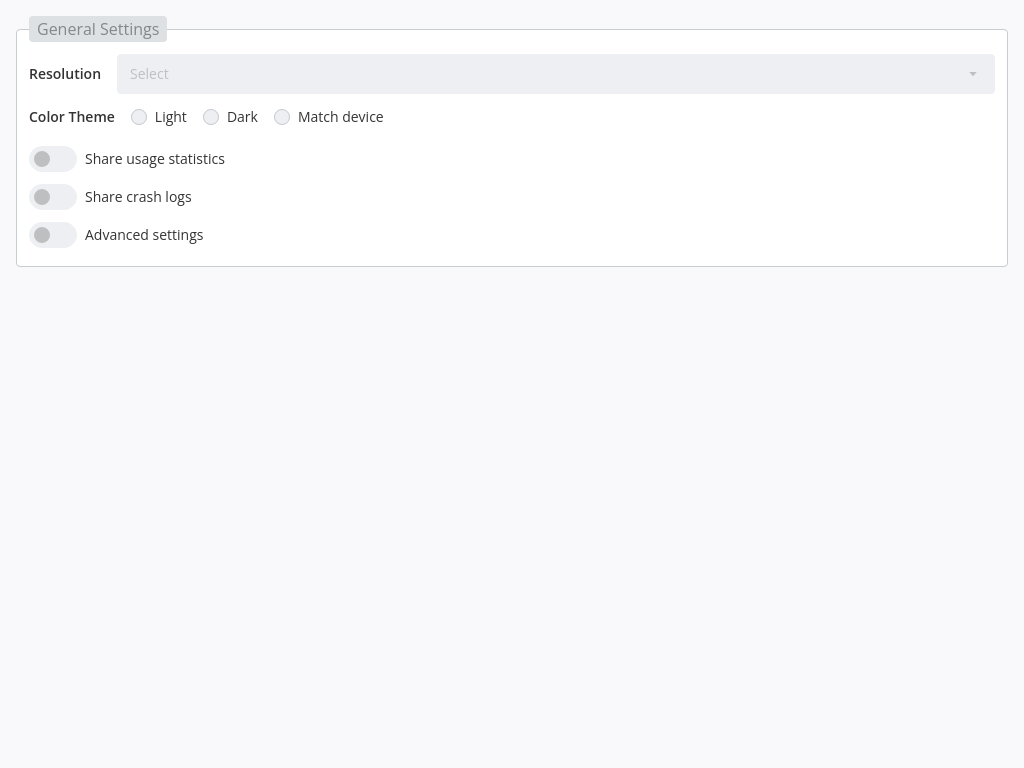 General Settings
Resolution Select
Color Theme Light Dark Match device
Share usage statistics
Share crash logs
Advanced settings